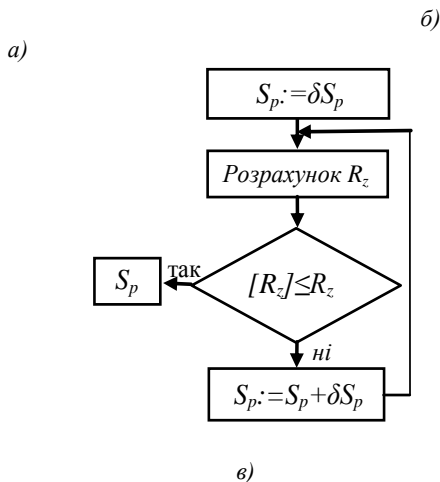 б)
а)
Sp:=δSp
Розрахунок Rz
так
Sp
[Rz]≤Rz
ні
Sp:=Sp+δSp
в)